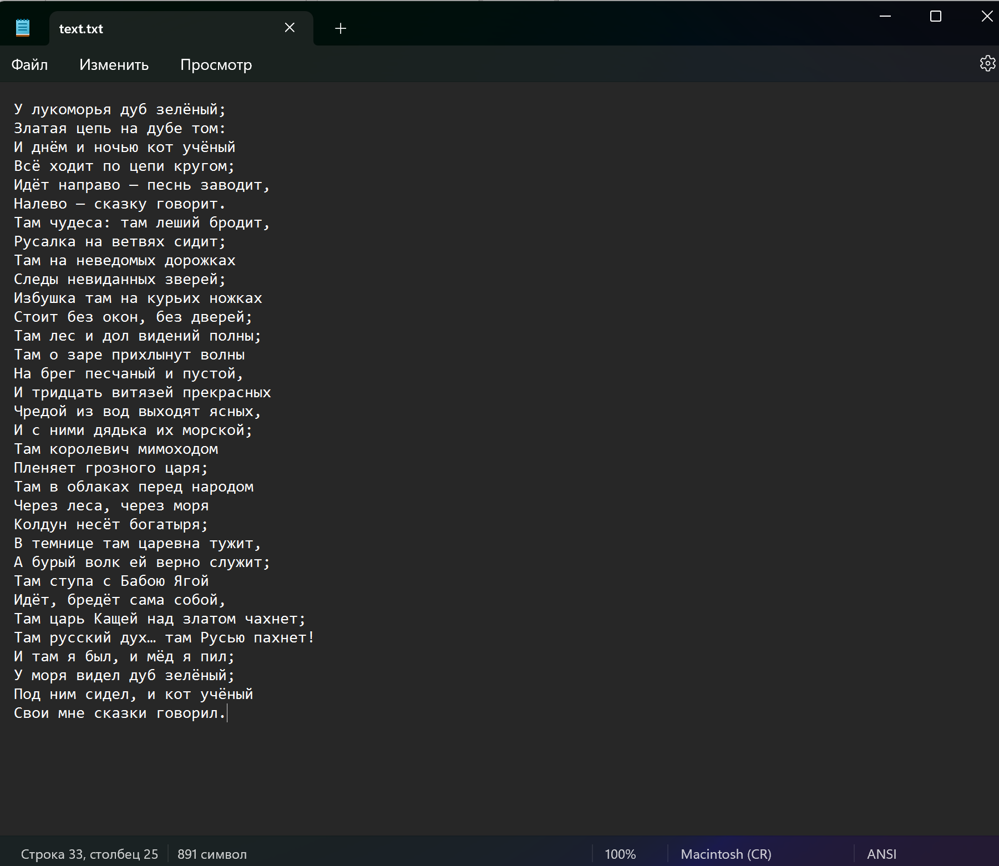 text.txt
Файл Изменить Просмотр
У лукоморья дуб зелёный;
Златая цепь на дубе том:
И днём и ночью кот учёный
Всё ходит по цепи кругом;
Идёт направо — песнь заводит,
Налево — сказку говорит.
Там чудеса: там леший бродит,
Русалка на ветвях сидит;
Там на неведомых дорожках
Следы невиданных зверей;
Избушка там на курьих ножках
Стоит без окон, без дверей;
Там лес и дол видений полны;
Там о заре прихлынут волны
На брег песчаный и пустой,
И тридцать витязей прекрасных
Чредой из вод выходят ясных,
И с ними дядька их морской;
Там королевич мимоходом
Пленяет грозного царя;
Там в облаках перед народом
Через леса, через моря
Колдун несёт богатыря;
В темнице там царевна тужит,
А бурый волк ей верно служит;
Там ступа с Бабою Ягой
Идёт, бредёт сама собой,
Там царь Кащей над златом чахнет;
Там русский дух… там Русью пахнет!
И там я был, и мёд я пил;
У моря видел дуб зелёный;
Под ним сидел, и кот учёный
Свои мне сказки говорил.
Строка 33, столбец 25 891 символ 100% Macintosh (CR) ANSI